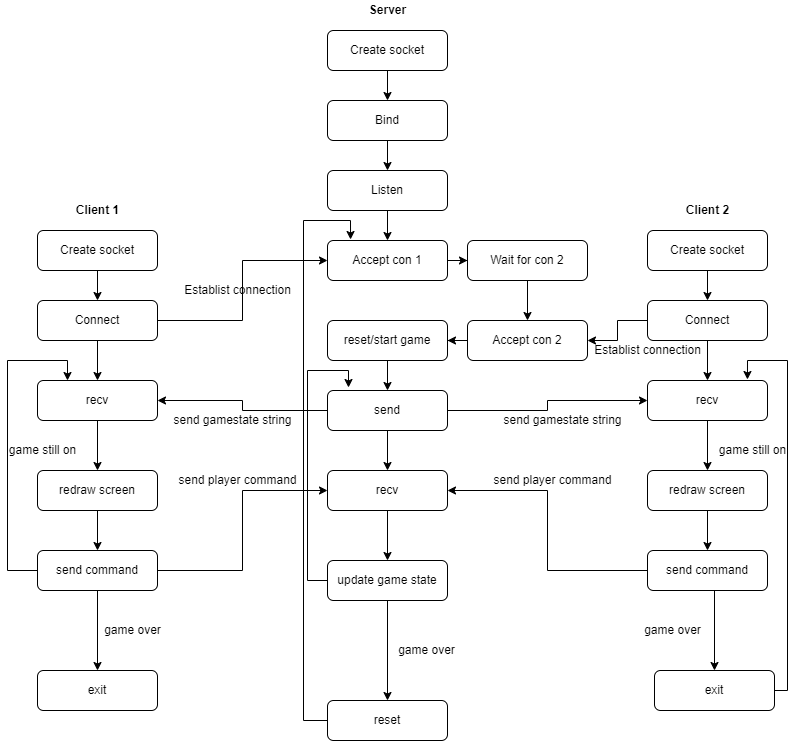 Server
Create socket
Bind
Listen
Client 1
Client 2
Create socket
Accept con 1
Wait for con 2
Create socket
Establist connection
Connect
reset/start game
Accept con 2
Connect
Establist connection
recv
send
recv
send gamestate string
send gamestate string
game still on
game still on
send player command
send player command
redraw screen
recv
redraw screen
send command
update game state
send command
game over
game over
game over
exit
exit
reset